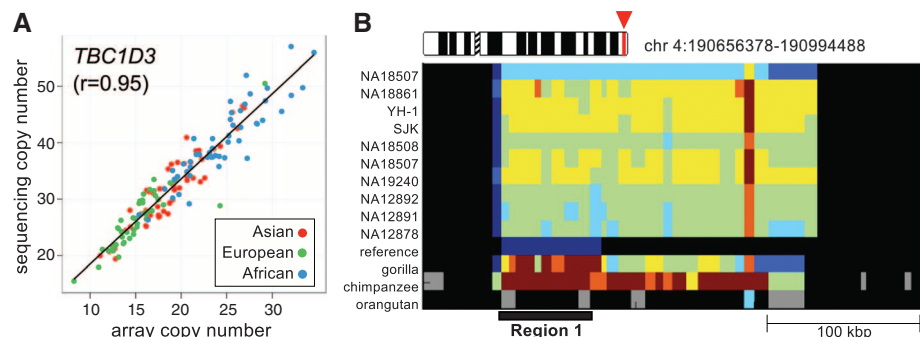 A
TBC1D3
(r=0.95)
sequencing copy number
50
40
30
20
Asian
European
African
10
15
20
25
30
array copy number
B
chr 4:190656378-190994488
NA18507
NA18861
YH-1
SJK
NA18508
NA18507
NA19240
NA12892
NA12891
NA12878
reference
gorilla
chimpanzee
orangutan
Region 1
100 kbp